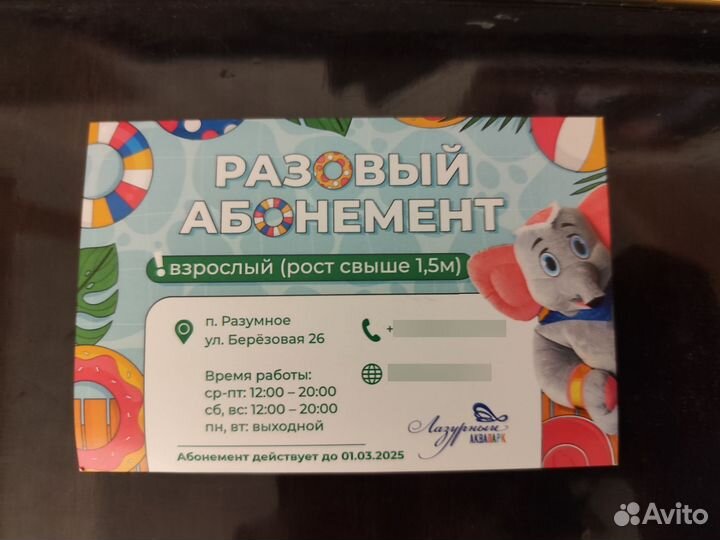 РАЗОВЫЙ
АБОНЕМЕНТ
! взрослый (рост свыше 1,5м)
п. Разумное
ул. Берёзовая 26
+
Время работы:
ср-пт: 12:00 – 20:00
сб, вс: 12:00 – 20:00
пн, вт: выходной
Лазурный
АКВАПАРК
Абонемент действует до 01.03.2025
Avito